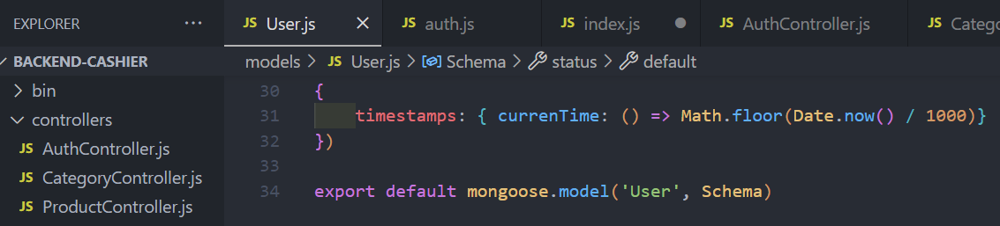 EXPLORER ...
JS User.js ×
JS auth.js
JS index.js
JS AuthController.js
JS Catego
BACKEND-CASHIER
models > JS User.js > Schema > status > default
> bin
controllers
JS AuthController.js
JS CategoryController.js
JS ProductController.js
30 {
31 timestamps: { currenTime: () => Math.floor(Date.now() / 1000)}
32 })
33
34 export default mongoose.model('User', Schema)